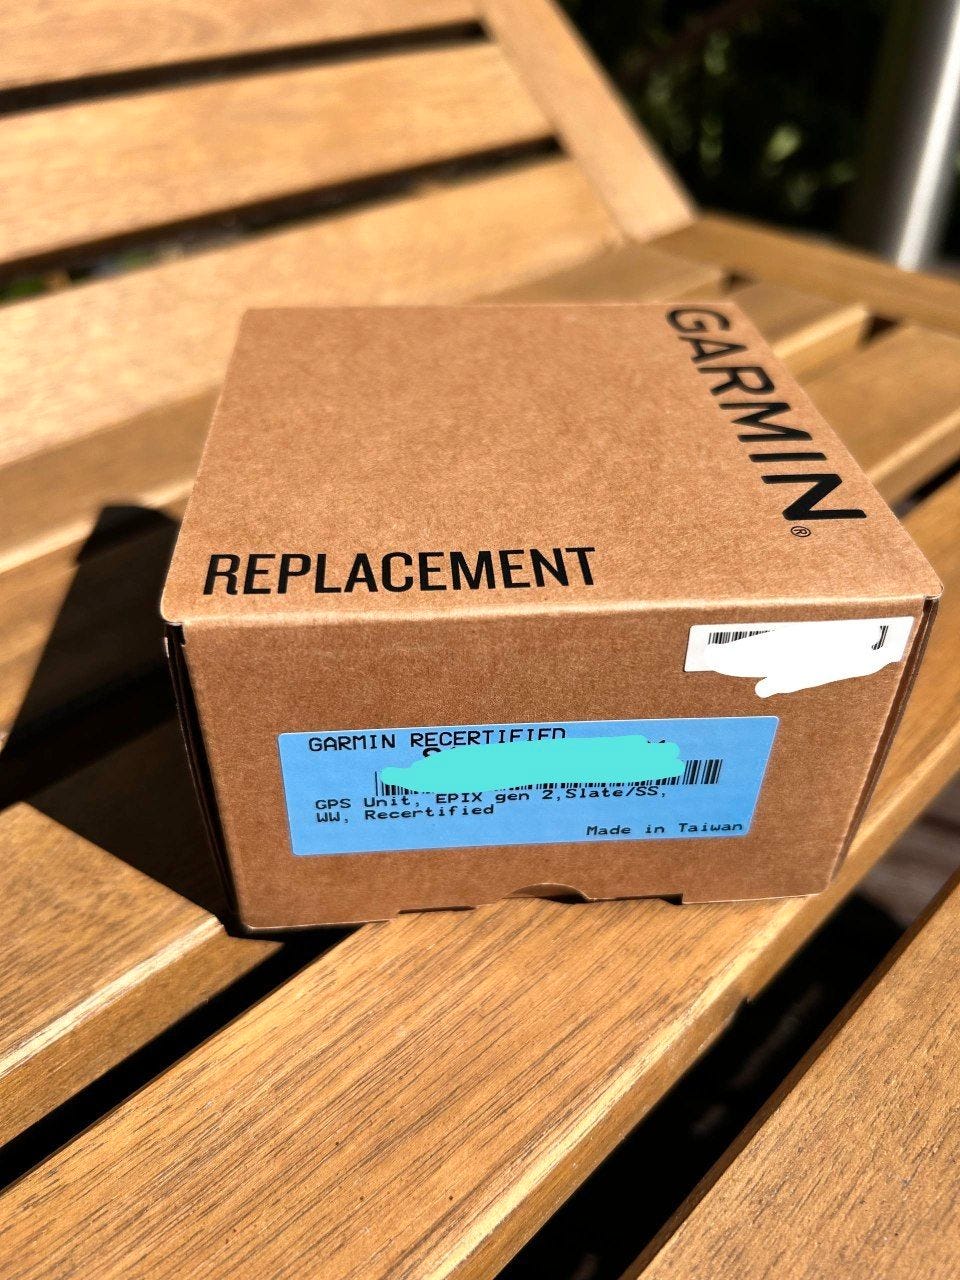 GARMIN®
REPLACEMENT
GARMIN RECERTIFIED
GPS Unit, EPIX gen 2,Slate/SS,
WW, Recertified
Made in Taiwan